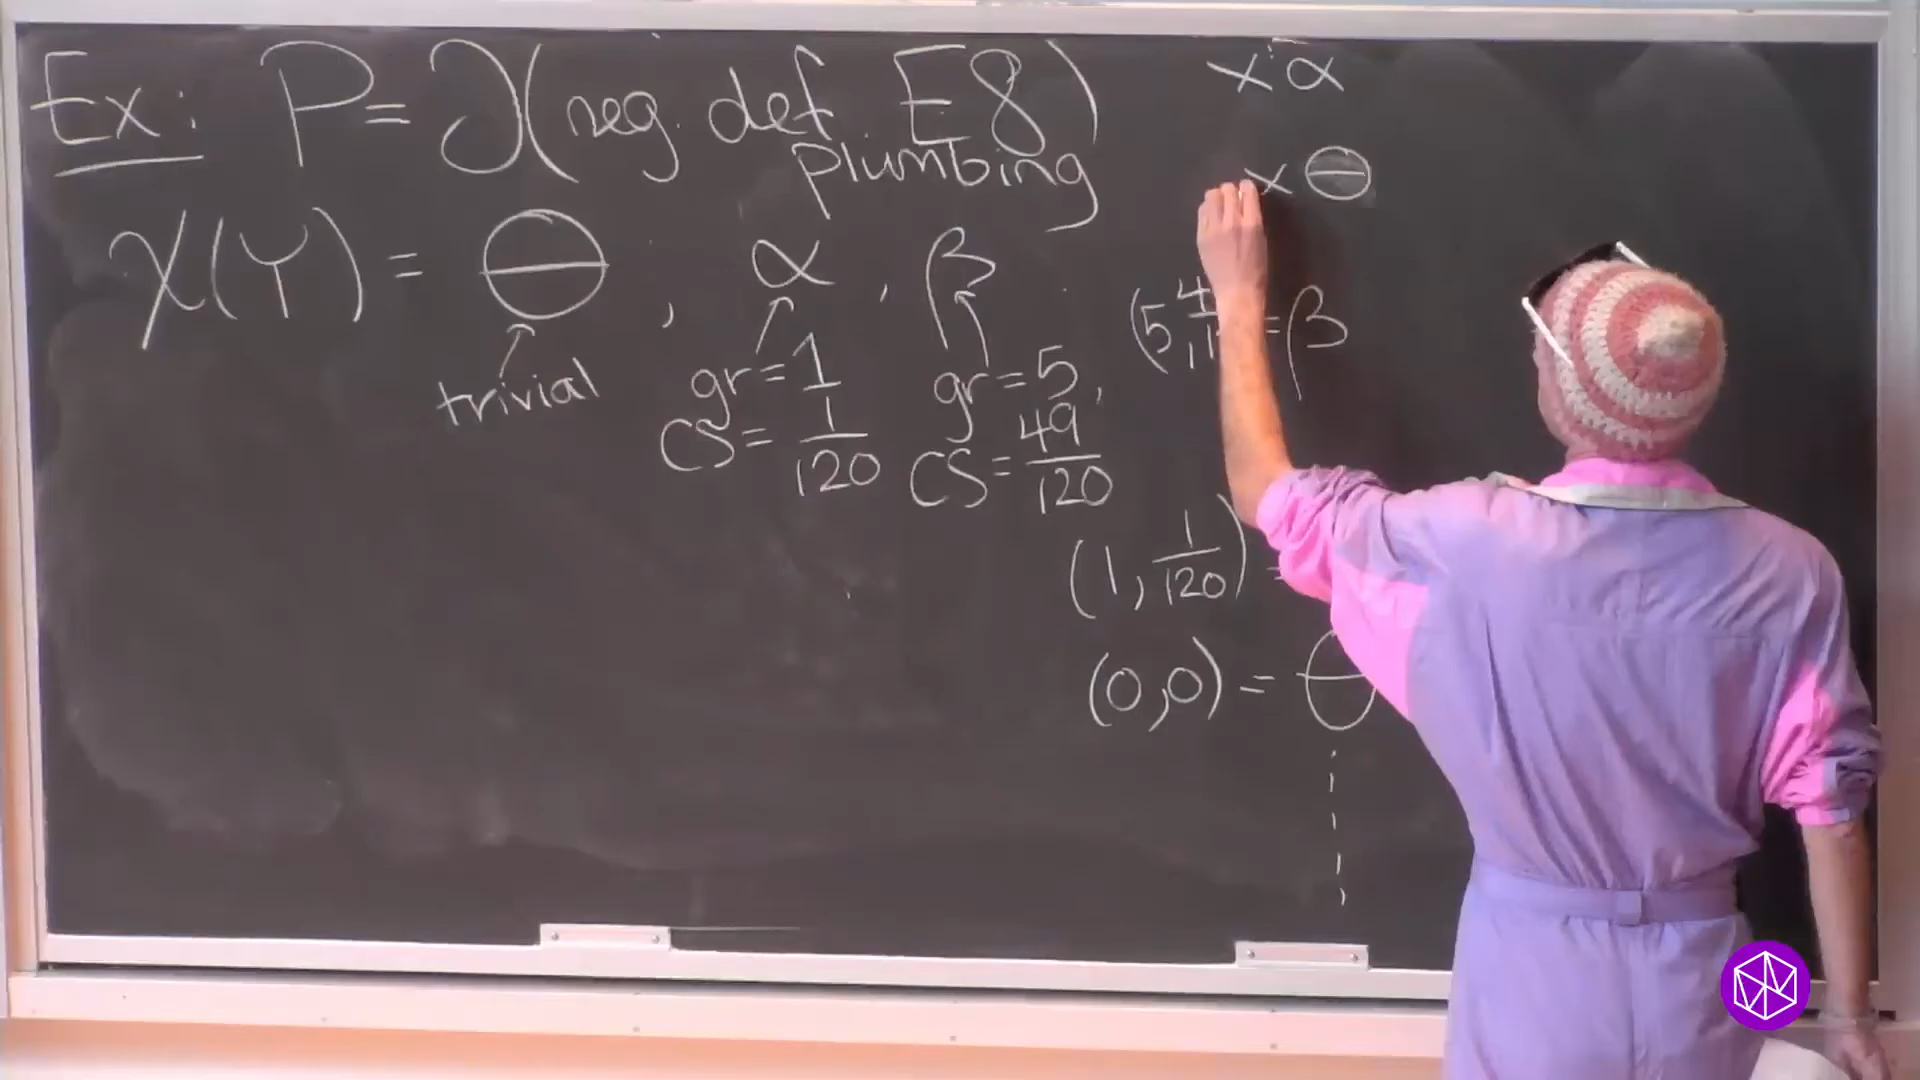 Ex: P = ∂(neg. def. E8)
plumbing
χ(Y) = θ, α, β
trivial
gr = 1
CS = 1/120
gr = 5,
CS = 49/120
x α
x θ
(5 = β
(1, 1/120) =
(0,0) = θ